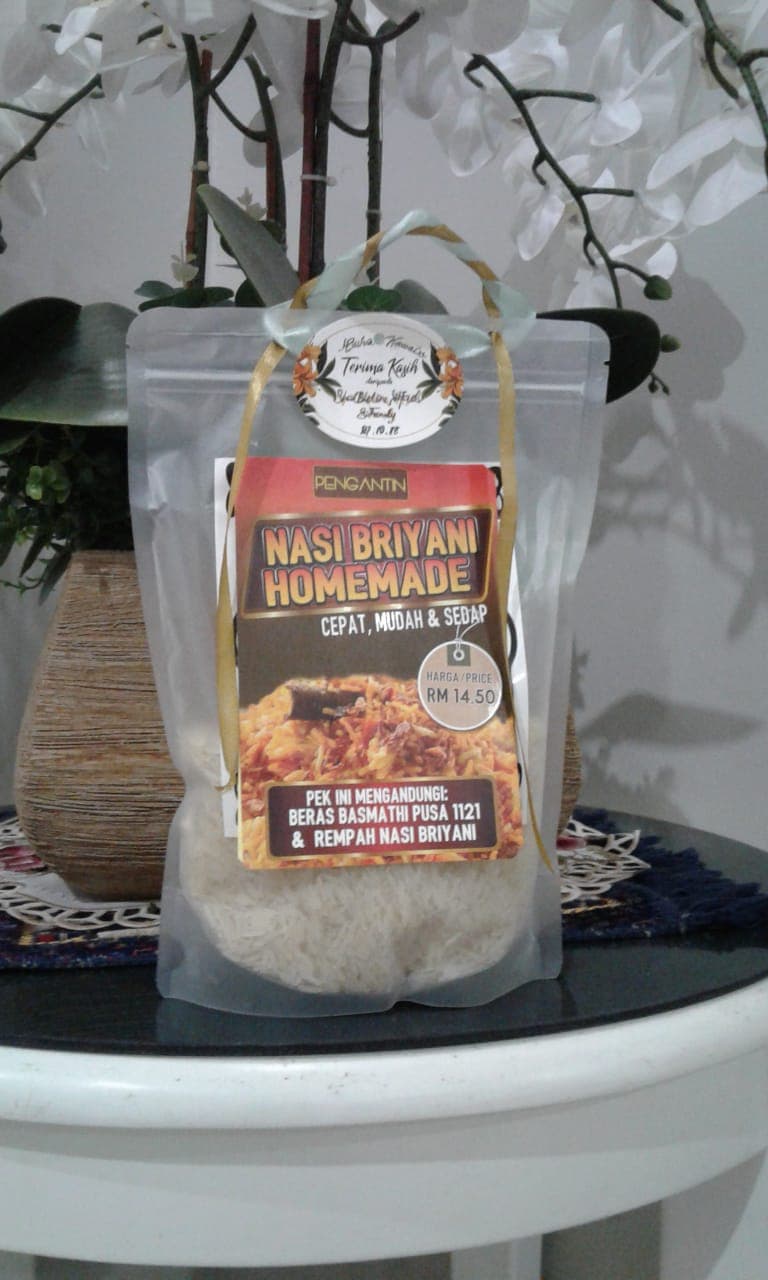 Terima Kasih
daripada
PENGANTIN
NASI BRIYANI
HOMEMADE
CEPAT, MUDAH & SEDAP
HARGA/PRICE
RM 14.50
PEK INI MENGANDUNGI:
BERAS BASMATHI PUSA 1121
& REMPAH NASI BRIYANI